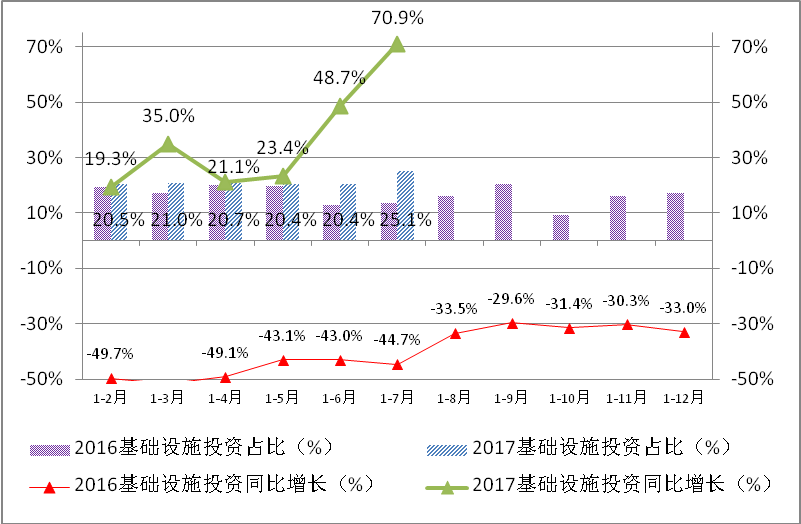 70.9%
70% 70%
50% 48.7% 50%
35.0%
30% 19.3% 21.1% 23.4% 30%
10% 20.5% 21.0% 20.7% 20.4% 20.4% 25.1% 10%
-10% -10%
-30% -49.7% -49.1% -43.1% -43.0% -44.7% -33.5% -29.6% -31.4% -30.3% -33.0% -30%
-50% -50%
1-2月 1-3月 1-4月 1-5月 1-6月 1-7月 1-8月 1-9月 1-10月 1-11月 1-12月
2016基础设施投资占比（%） 2017基础设施投资占比（%）
2016基础设施投资同比增长（%） 2017基础设施投资同比增长（%）